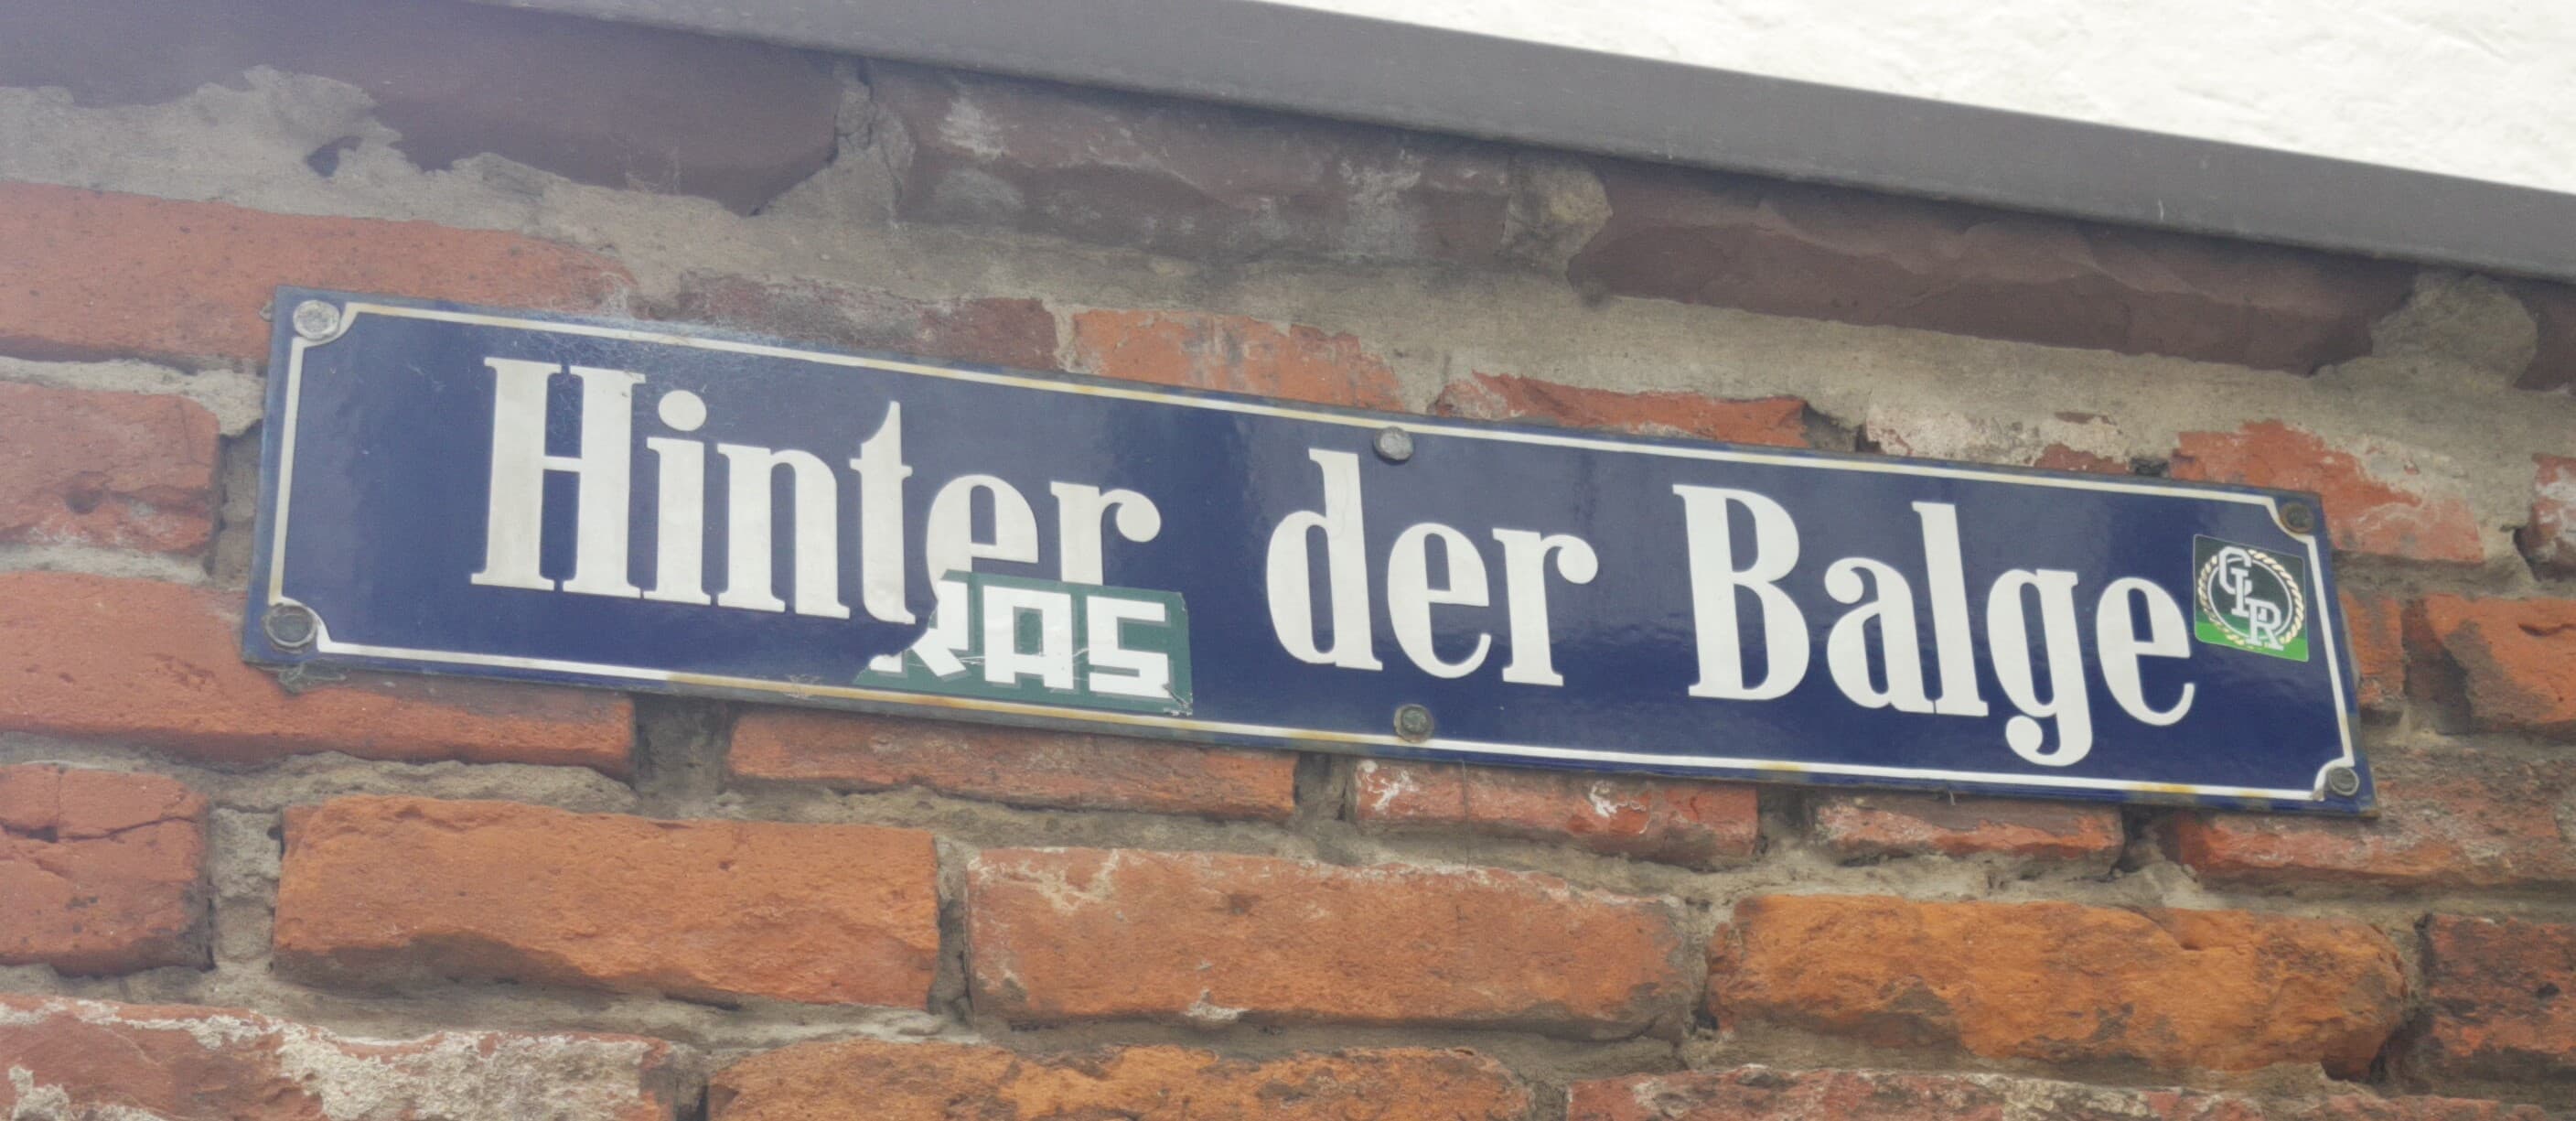 Hinter der Balge
RAS